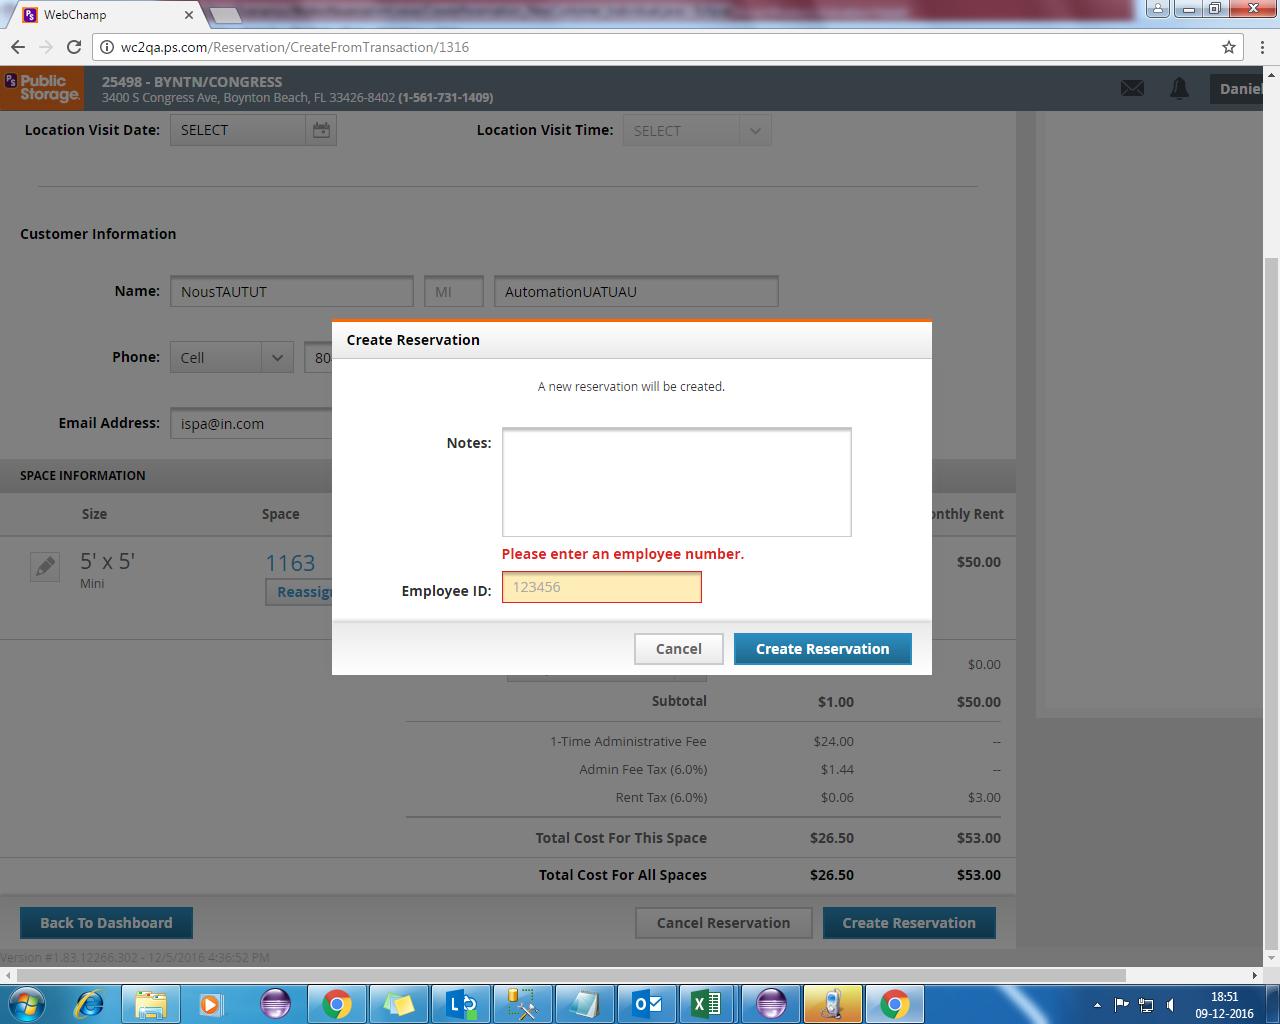 WebChamp
wc2qa.ps.com/Reservation/CreateFromTransaction/1316
PS Public Storage.
25498 - BYNTN/CONGRESS
3400 S Congress Ave, Boynton Beach, FL 33426-8402 (1-561-731-1409)
Daniel
Location Visit Date: SELECT Location Visit Time: SELECT
Customer Information
Name: NousTAUTUT MI AutomationUATUAU
Create Reservation
Phone: Cell 80
A new reservation will be created.
Email Address: ispa@in.com
Notes:
SPACE INFORMATION
Size Space onthly Rent
5' x 5' 1163 $50.00
Mini
Reassig
Please enter an employee number.
Employee ID: 123456
Cancel Create Reservation
$0.00
Subtotal $1.00 $50.00
1-Time Administrative Fee $24.00 --
Admin Fee Tax (6.0%) $1.44 --
Rent Tax (6.0%) $0.06 $3.00
Total Cost For This Space $26.50 $53.00
Total Cost For All Spaces $26.50 $53.00
Back To Dashboard Cancel Reservation Create Reservation
Version #1.83.12266.302 - 12/5/2016 4:36:52 PM
18:51
09-12-2016